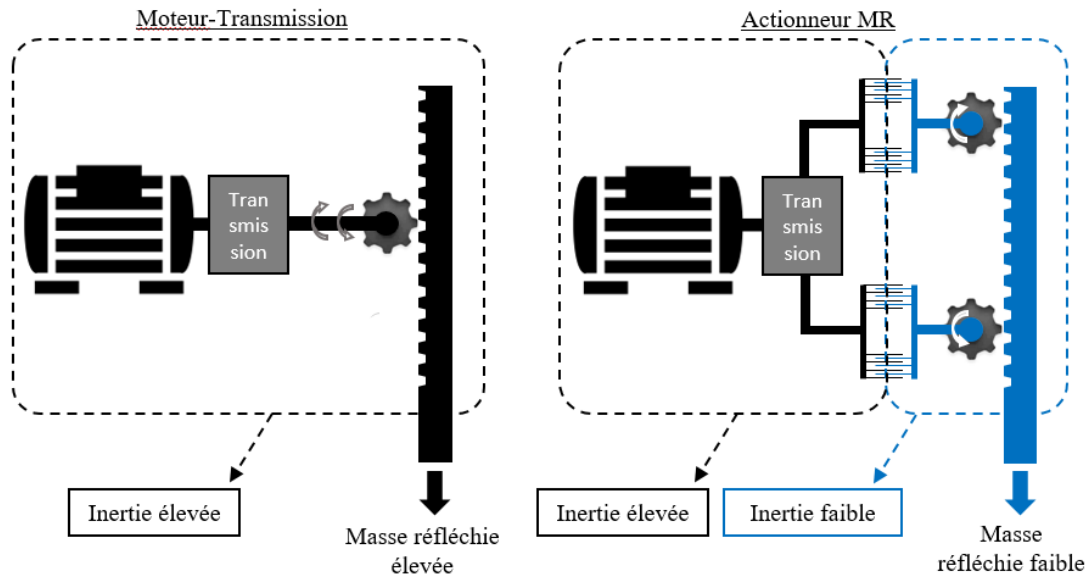 Moteur-Transmission
Tran
smis
sion
Inertie élevée
Masse réfléchie
élevée
Actionneur MR
Tran
smis
sion
Inertie élevée
Inertie faible
Masse
réfléchie faible